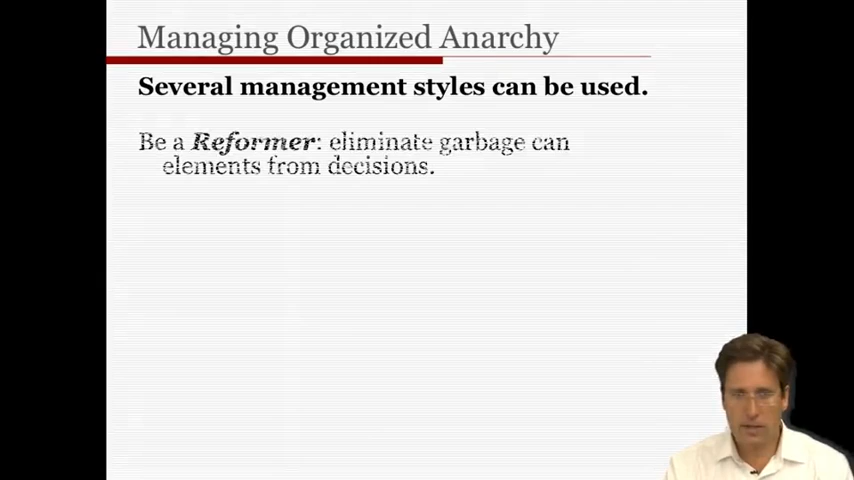 Managing Organized Anarchy
Several management styles can be used.
Be a Reformer: eliminate garbage can
elements from decisions.